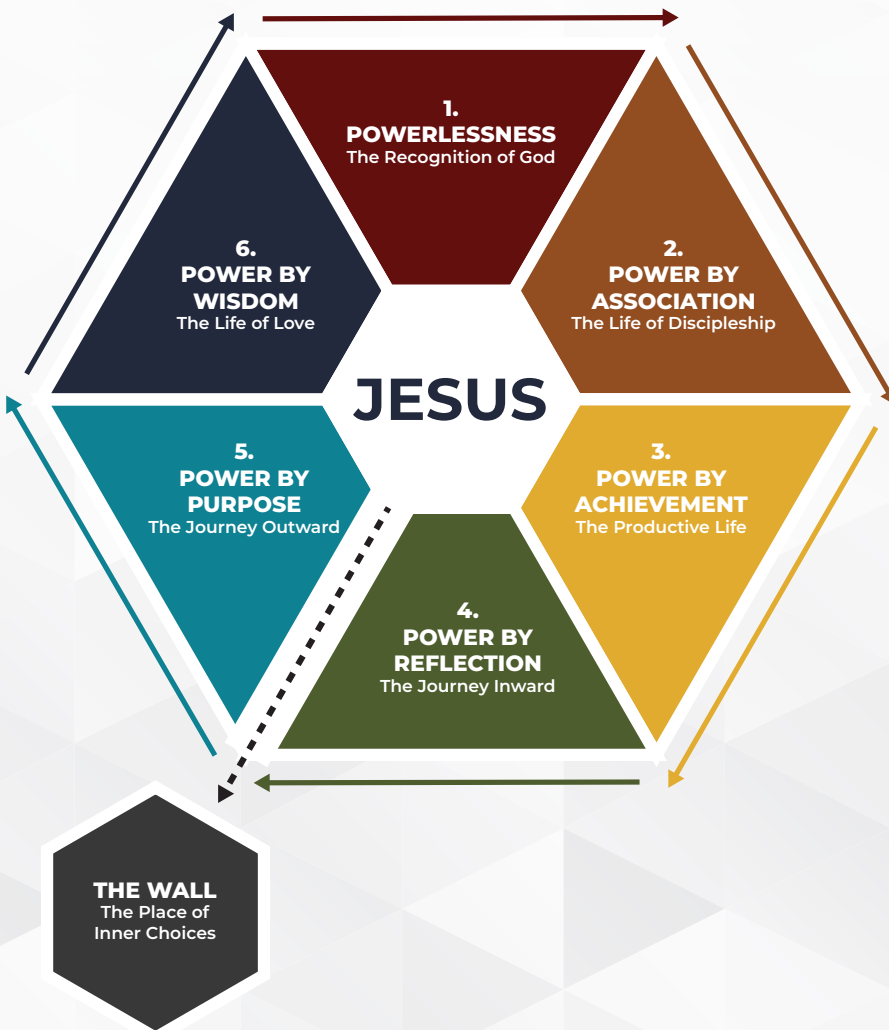 1.
POWERLESSNESS
The Recognition of God
2.
POWER BY
ASSOCIATION
The Life of Discipleship
3.
POWER BY
ACHIEVEMENT
The Productive Life
4.
POWER BY
REFLECTION
The Journey Inward
5.
POWER BY
PURPOSE
The Journey Outward
6.
POWER BY
WISDOM
The Life of Love
JESUS
THE WALL
The Place of
Inner Choices